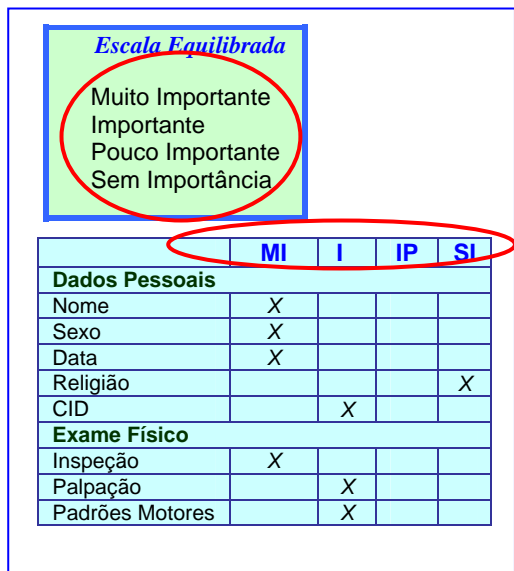 Escala Equilibrada
Muito Importante
Importante
Pouco Importante
Sem Importância
MI I IP SI
Dados Pessoais
Nome X
Sexo X
Data X
Religião X
CID X
Exame Físico
Inspeção X
Palpação X
Padrões Motores X